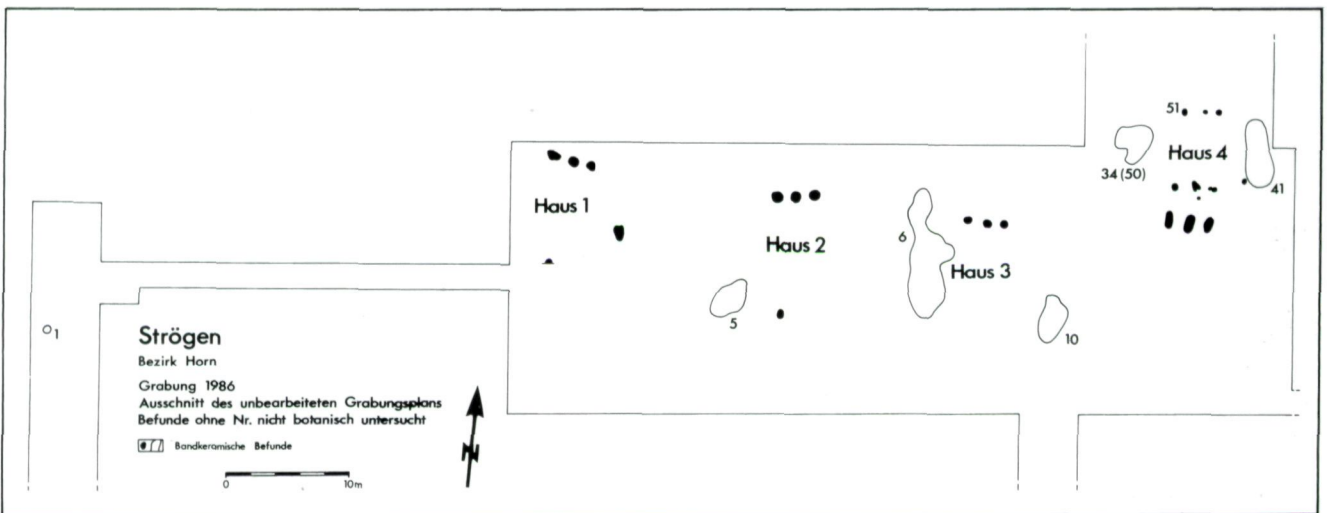 51
Haus 4
34 (50)
41
Haus 1
Haus 2
6
Haus 3
5
10
1
Strögen
Bezirk Horn
Grabung 1986
Ausschnitt des unbearbeiteten Grabungsplans
Befunde ohne Nr. nicht botanisch untersucht
Bandkeramische Befunde
0 10m
N